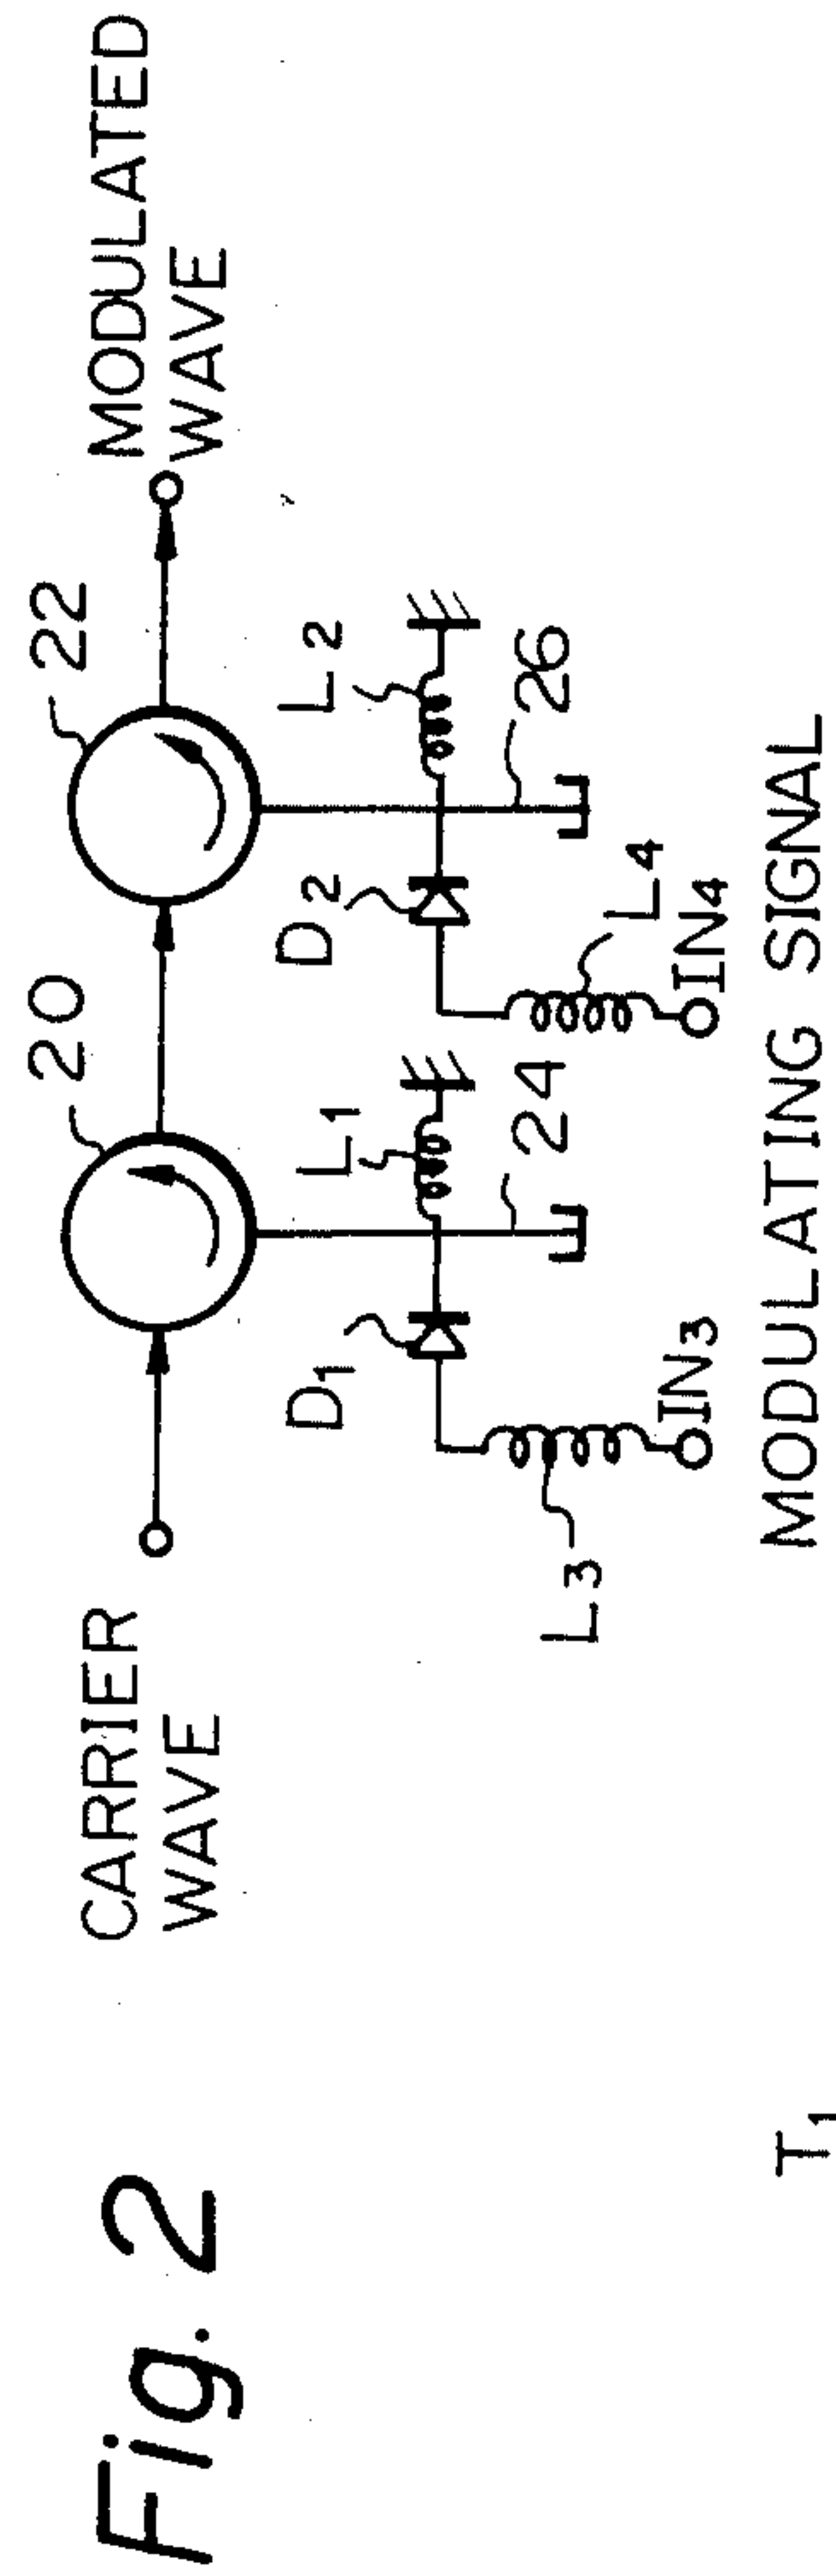 Fig. 2
CARRIER
WAVE
20
22
MODULATED
WAVE
D1
L1
D2
L2
L3
24
L4
26
IN3
IN4
MODULATING SIGNAL
T1